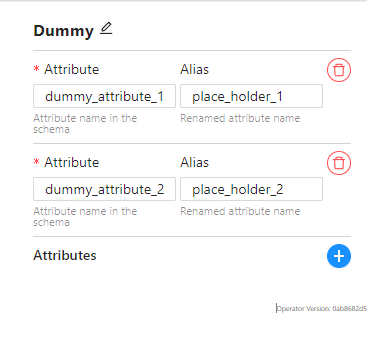 Dummy
* Attribute Alias
dummy_attribute_1 place_holder_1
Attribute name in the Renamed attribute name
schema
* Attribute Alias
dummy_attribute_2 place_holder_2
Attribute name in the Renamed attribute name
schema
Attributes
Operator Version: 0ab8682d5